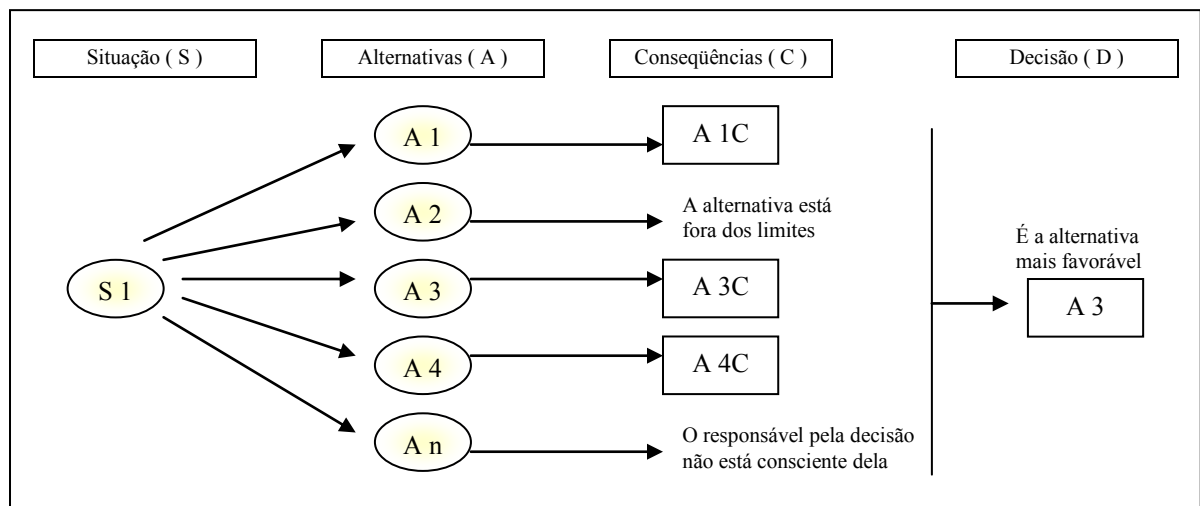 Situação ( S )
Alternativas ( A )
Conseqüências ( C )
Decisão ( D )
S 1
A 1
A 1C
A 2
A alternativa está
fora dos limites
A 3
A 3C
A 4
A 4C
A n
O responsável pela decisão
não está consciente dela
É a alternativa
mais favorável
A 3